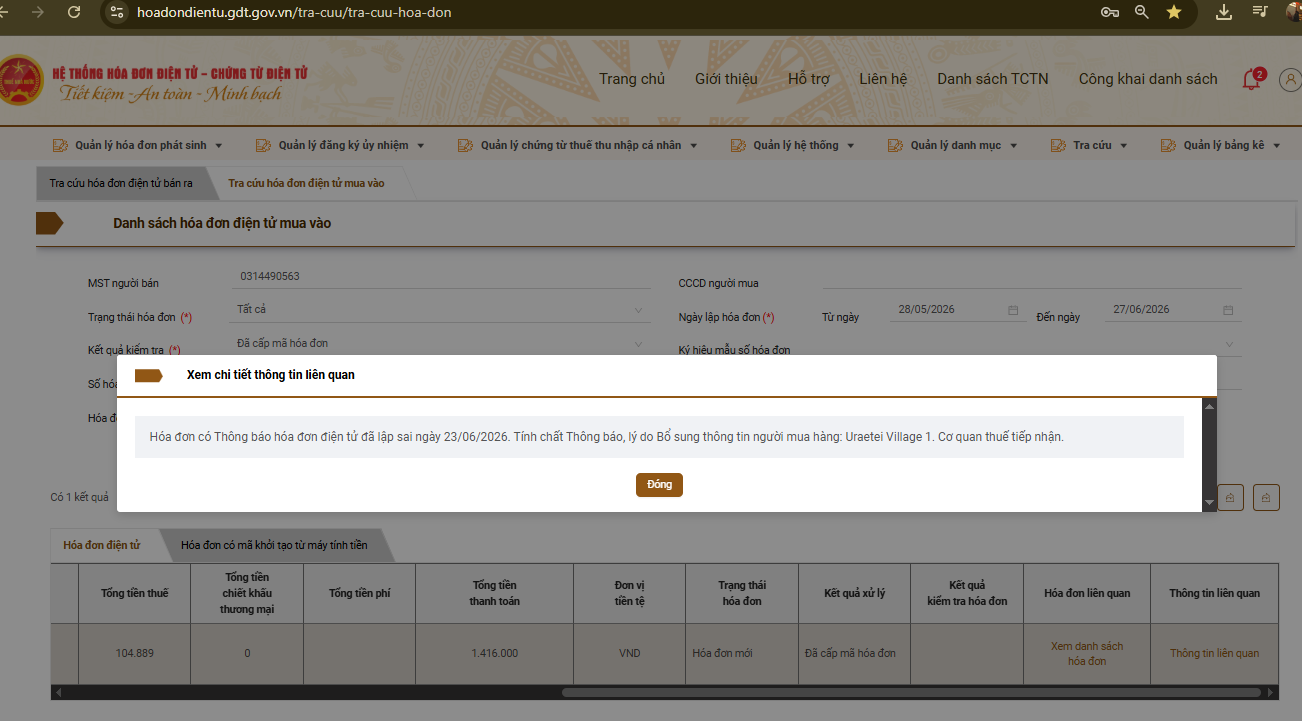 hoadondientu.gdt.gov.vn/tra-cuu/tra-cuu-hoa-don
HỆ THỐNG HÓA ĐƠN ĐIỆN TỬ - CHỨNG TỪ ĐIỆN TỬ
Tiết kiệm - An toàn - Minh bạch
Trang chủ Giới thiệu Hỗ trợ Liên hệ Danh sách TCTN Công khai danh sách 2
Quản lý hóa đơn phát sinh Quản lý đăng ký ủy nhiệm Quản lý chứng từ thuế thu nhập cá nhân Quản lý hệ thống Quản lý danh mục Tra cứu Quản lý bảng kê
Tra cứu hóa đơn điện tử bán ra Tra cứu hóa đơn điện tử mua vào
Danh sách hóa đơn điện tử mua vào
MST người bán 0314490563 CCCD người mua
Trạng thái hóa đơn (*) Tất cả Ngày lập hóa đơn (*) Từ ngày 28/05/2026 Đến ngày 27/06/2026
Kết quả kiểm tra (*) Đã cấp mã hóa đơn Ký hiệu mẫu số hóa đơn
Số hóa
Hóa đ
Xem chi tiết thông tin liên quan
Hóa đơn có Thông báo hóa đơn điện tử đã lập sai ngày 23/06/2026. Tính chất Thông báo, lý do Bổ sung thông tin người mua hàng: Uraetei Village 1. Cơ quan thuế tiếp nhận.
Đóng
Có 1 kết quả
Hóa đơn điện tử Hóa đơn có mã khởi tạo từ máy tính tiền
Tổng tiền thuế Tổng tiền chiết khấu thương mại Tổng tiền phí Tổng tiền thanh toán Đơn vị tiền tệ Trạng thái hóa đơn Kết quả xử lý Kết quả kiểm tra hóa đơn Hóa đơn liên quan Thông tin liên quan
104.889 0 1.416.000 VND Hóa đơn mới Đã cấp mã hóa đơn Xem danh sách hóa đơn Thông tin liên quan